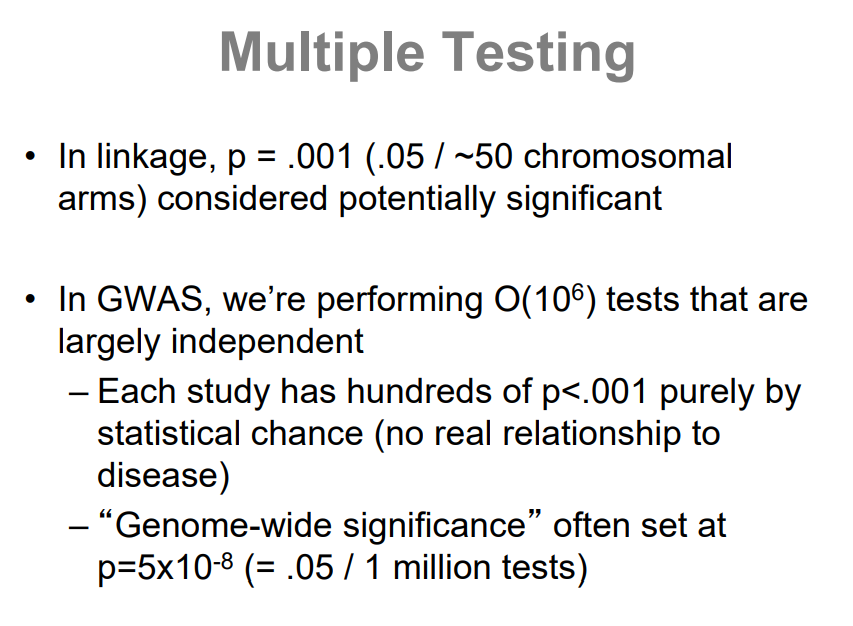 Multiple Testing
• In linkage, p = .001 (.05 / ~50 chromosomal
arms) considered potentially significant
• In GWAS, we’re performing O(10⁶) tests that are
largely independent
– Each study has hundreds of p<.001 purely by
statistical chance (no real relationship to
disease)
– “Genome-wide significance” often set at
p=5x10⁻⁸ (= .05 / 1 million tests)